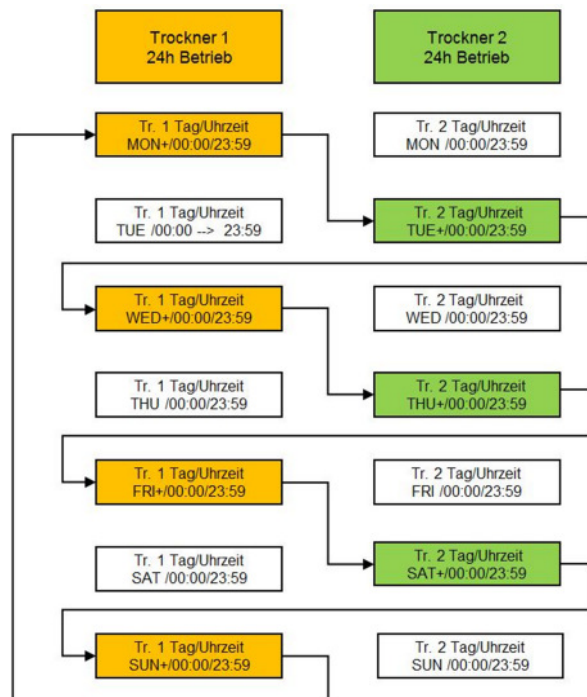 Trockner 1
24h Betrieb
Trockner 2
24h Betrieb
Tr. 1 Tag/Uhrzeit
MON+/00:00/23:59
Tr. 2 Tag/Uhrzeit
MON /00:00/23:59
Tr. 1 Tag/Uhrzeit
TUE /00:00 --> 23:59
Tr. 2 Tag/Uhrzeit
TUE+/00:00/23:59
Tr. 1 Tag/Uhrzeit
WED+/00:00/23:59
Tr. 2 Tag/Uhrzeit
WED /00:00/23:59
Tr. 1 Tag/Uhrzeit
THU /00:00/23:59
Tr. 2 Tag/Uhrzeit
THU+/00:00/23:59
Tr. 1 Tag/Uhrzeit
FRI+/00:00/23:59
Tr. 2 Tag/Uhrzeit
FRI /00:00/23:59
Tr. 1 Tag/Uhrzeit
SAT /00:00/23:59
Tr. 2 Tag/Uhrzeit
SAT+/00:00/23:59
Tr. 1 Tag/Uhrzeit
SUN+/00:00/23:59
Tr. 2 Tag/Uhrzeit
SUN /00:00/23:59